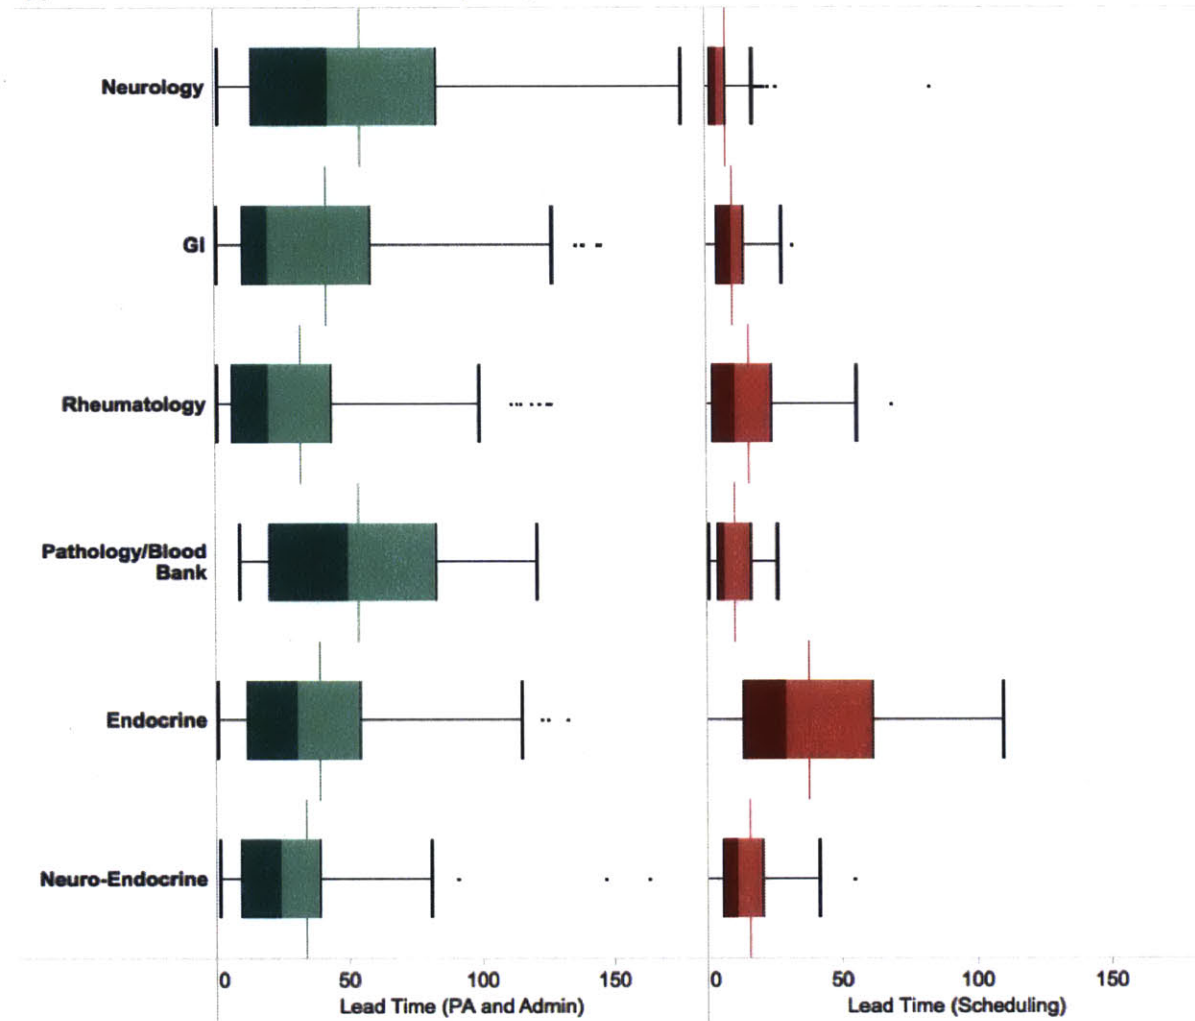 Neurology
GI
Rheumatology
Pathology/Blood
Bank
Endocrine
Neuro-Endocrine
0 50 100 150 0 50 100 150
Lead Time (PA and Admin) Lead Time (Scheduling)